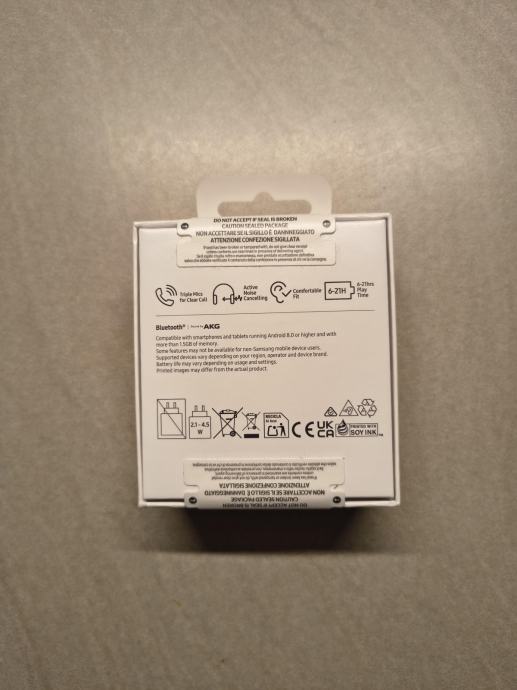 DO NOT ACCEPT IF SEAL IS BROKEN
CAUTION SEALED PACKAGE
NON ACCETTARE SE IL SIGILLO È DANNNEGGIATO
ATTENZIONE CONFEZIONE SIGILLATA
Triple Mics
for Clear Call
Active
Noise
Cancelling
Comfortable
Fit
6-21H
6-21hrs
Play
Time
Bluetooth® | Sound by AKG
Compatible with smartphones and tablets running Android 8.0 or higher and with
more than 1.5GB of memory.
Some features may not be available for non-Samsung mobile device users.
Supported devices vary depending on your region, operator and device brand.
Battery life may vary depending on usage and settings.
Printed images may differ from the actual product.
2.1 - 4.5
W
RECICLA
CE
UK
CA
PRINTED WITH
SOY INK
ATTENZIONE CONFEZIONE SIGILLATA
NON ACCETTARE SE IL SIGILLO È DANNNEGGIATO
CAUTION SEALED PACKAGE
DO NOT ACCEPT IF SEAL IS BROKEN